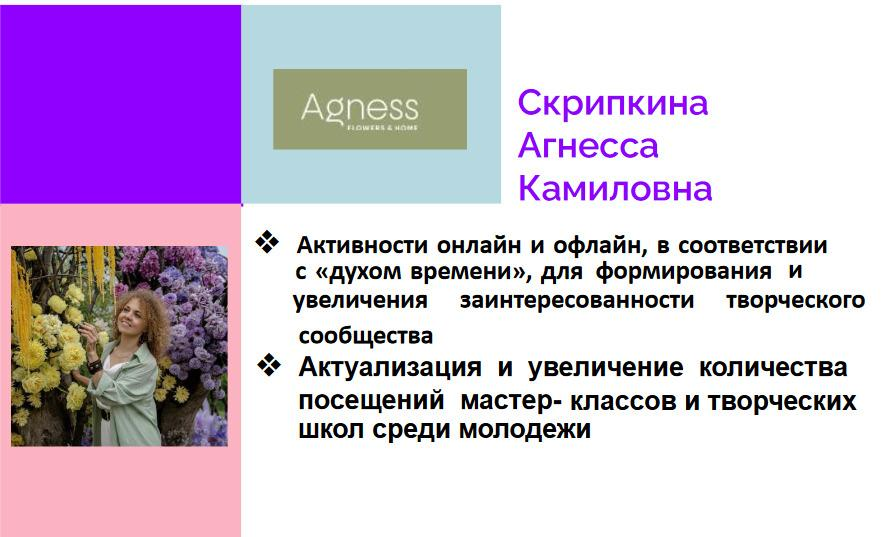 Agness
FLOWERS & HOME
Скрипкина
Агнесса
Камиловна
❖ Активности онлайн и офлайн, в соответствии
с «духом времени», для формирования и
увеличения заинтересованности творческого
сообщества
❖ Актуализация и увеличение количества
посещений мастер- классов и творческих
школ среди молодежи